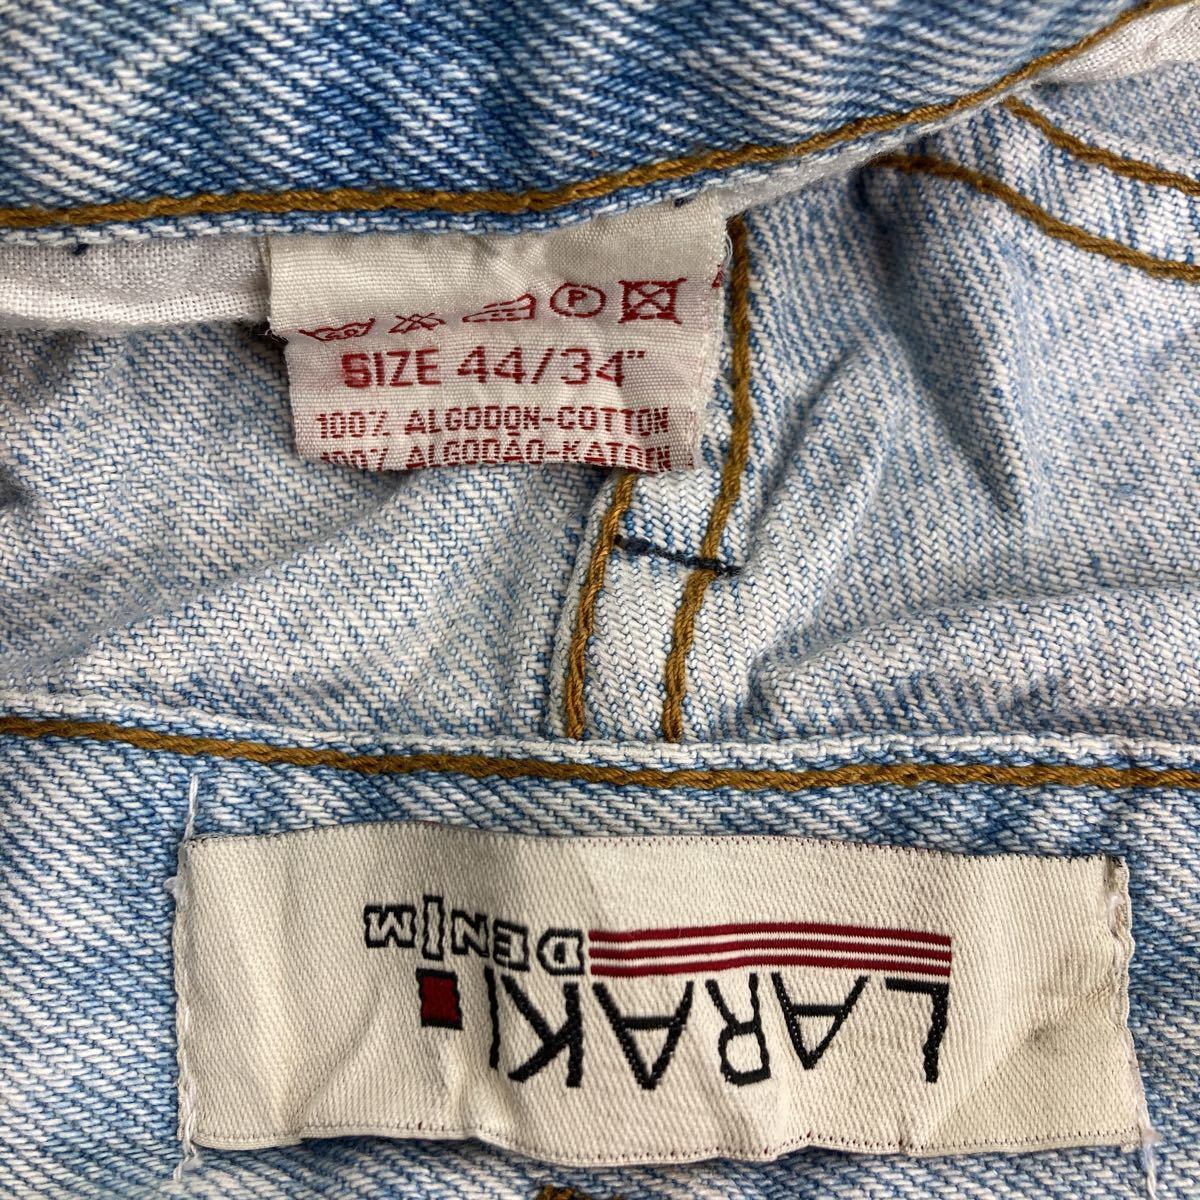 P
SIZE 44/34"
100% ALGODON-COTTON
100% ALGODÃO-KATOEN
LARAKI
DENIM